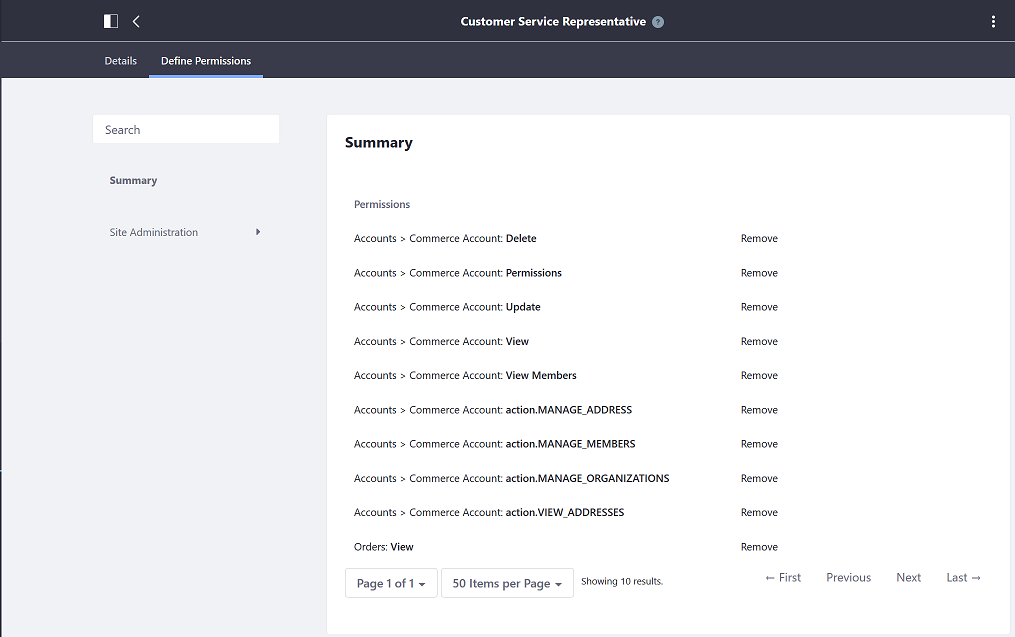 Customer Service Representative ?
Details Define Permissions
Search
Summary
Site Administration
Summary
Permissions
Accounts > Commerce Account: Delete Remove
Accounts > Commerce Account: Permissions Remove
Accounts > Commerce Account: Update Remove
Accounts > Commerce Account: View Remove
Accounts > Commerce Account: View Members Remove
Accounts > Commerce Account: action.MANAGE_ADDRESS Remove
Accounts > Commerce Account: action.MANAGE_MEMBERS Remove
Accounts > Commerce Account: action.MANAGE_ORGANIZATIONS Remove
Accounts > Commerce Account: action.VIEW_ADDRESSES Remove
Orders: View Remove
Page 1 of 1 50 Items per Page Showing 10 results. ← First Previous Next Last →